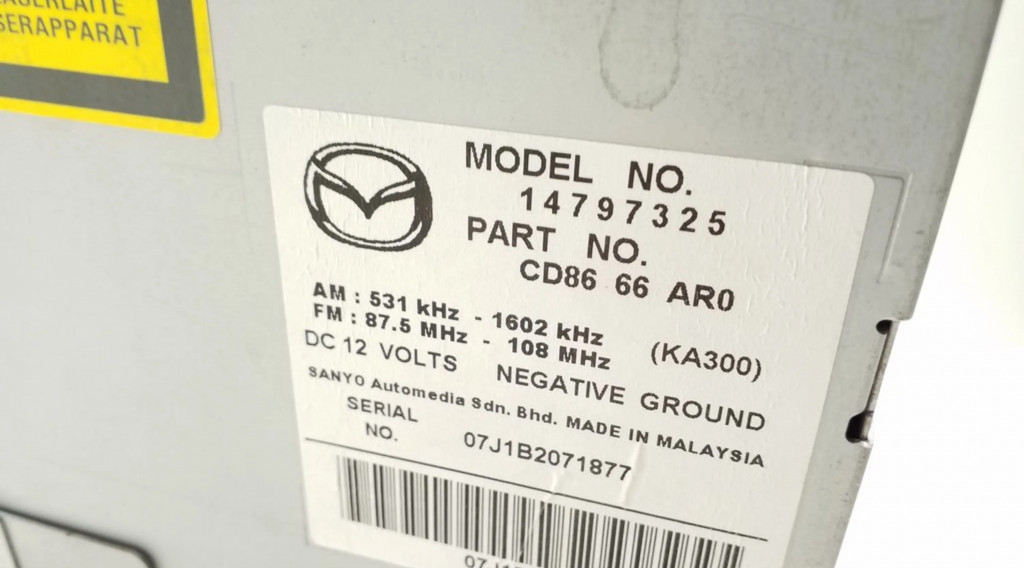 SERAPPARAT
MODEL NO.
14797325
PART NO.
CD86 66 AR0
AM : 531 kHz - 1602 kHz
FM : 87.5 MHz - 108 MHz (KA300)
DC 12 VOLTS NEGATIVE GROUND
SANYO Automedia Sdn. Bhd. MADE IN MALAYSIA
SERIAL
NO. 07J1B2071877